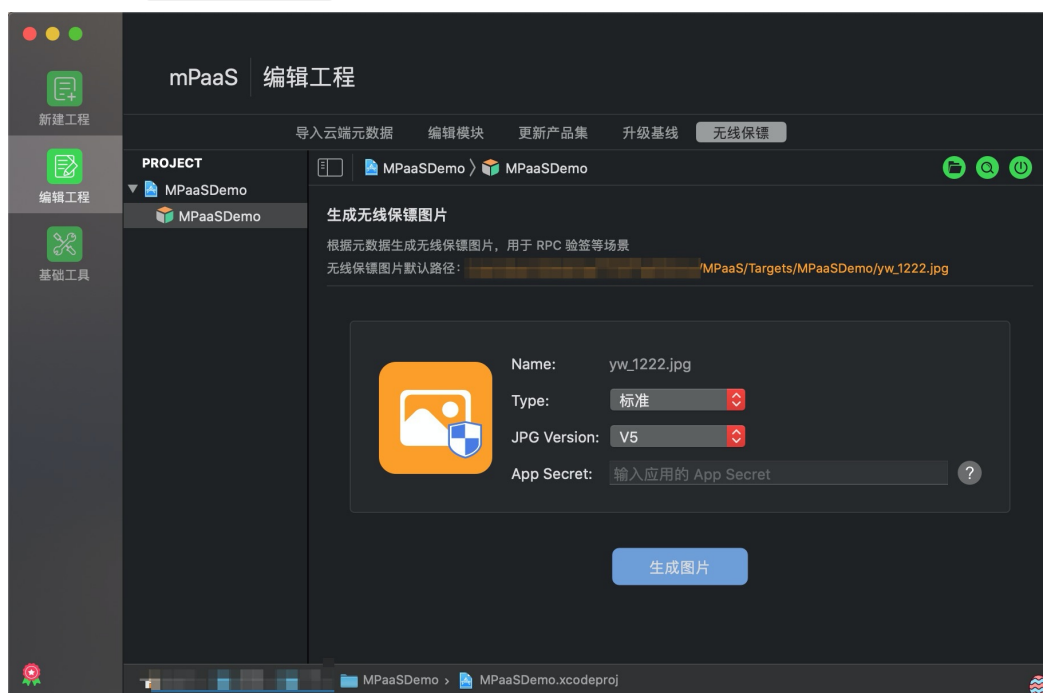 mPaaS 编辑工程
新建工程
编辑工程
基础工具
导入云端元数据 编辑模块 更新产品集 升级基线 无线保镖
PROJECT
MPaaSDemo
MPaaSDemo
MPaaSDemo 〉 MPaaSDemo
生成无线保镖图片
根据元数据生成无线保镖图片，用于 RPC 验签等场景
无线保镖图片默认路径： /MPaaS/Targets/MPaaSDemo/yw_1222.jpg
Name: yw_1222.jpg
Type: 标准
JPG Version: V5
App Secret: 输入应用的 App Secret ?
生成图片
MPaaSDemo › MPaaSDemo.xcodeproj